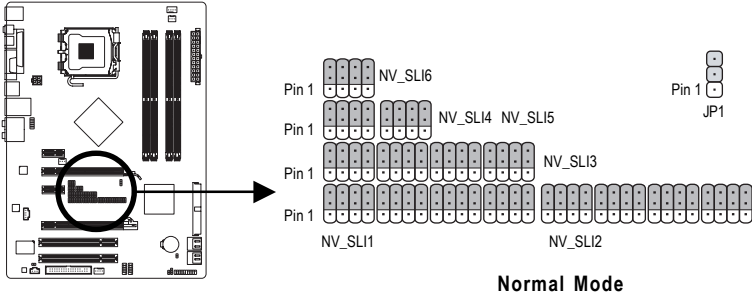 Pin 1 NV_SLI6
Pin 1 NV_SLI4 NV_SLI5
Pin 1 NV_SLI3
Pin 1
NV_SLI1 NV_SLI2
Pin 1
JP1
Normal Mode